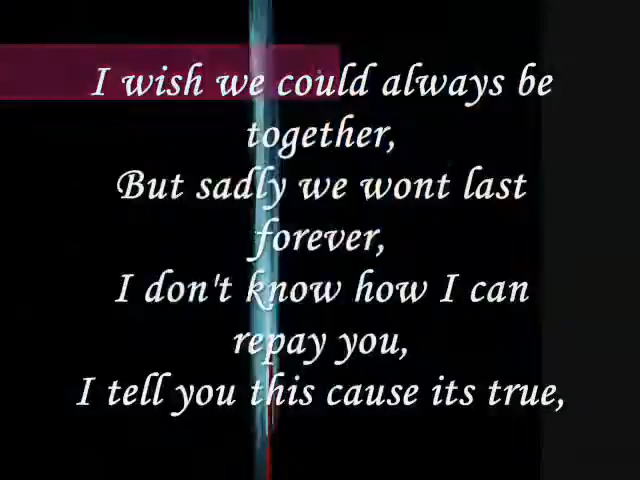 I wish we could always be
together,
But sadly we wont last
forever,
I don't know how I can
repay you,
I tell you this cause its true,